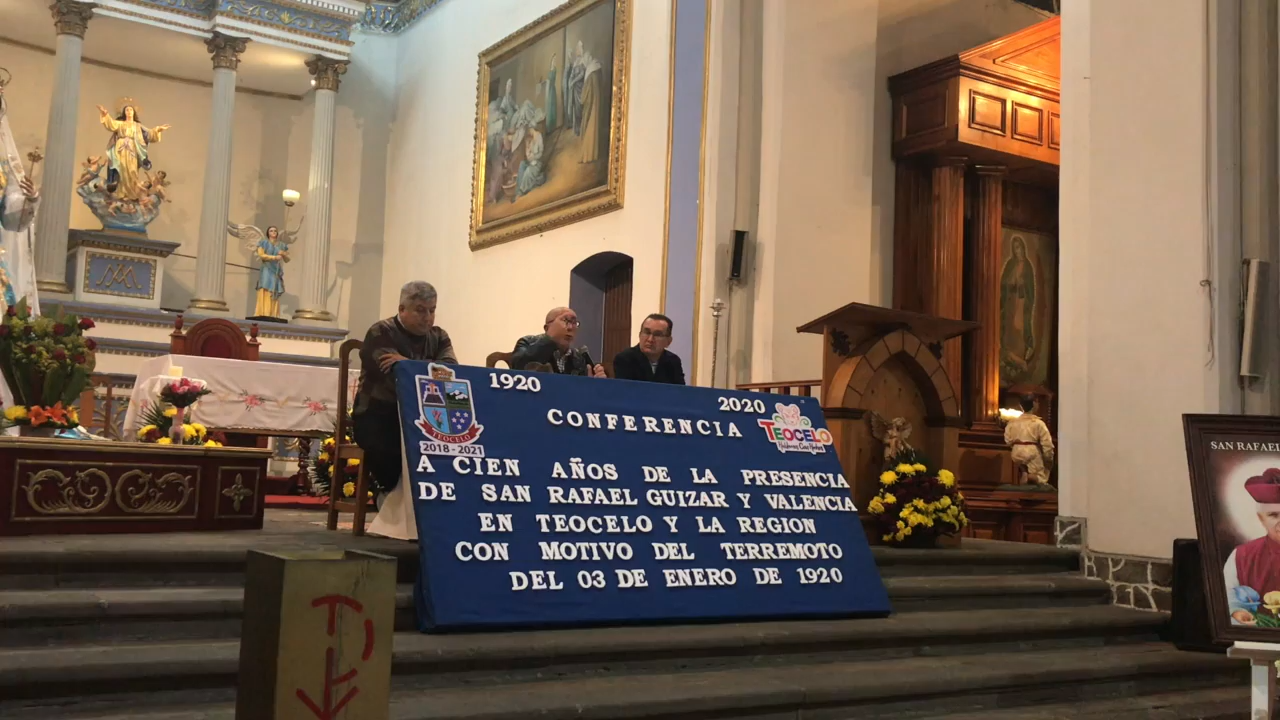 1920
2020
TEOCELO
2018 - 2021
TEOCELO
CONFERENCIA
A CIEN AÑOS DE LA PRESENCIA
DE SAN RAFAEL GUIZAR Y VALENCIA
EN TEOCELO Y LA REGION
CON MOTIVO DEL TERREMOTO
DEL 03 DE ENERO DE 1920
SAN RAFAEL